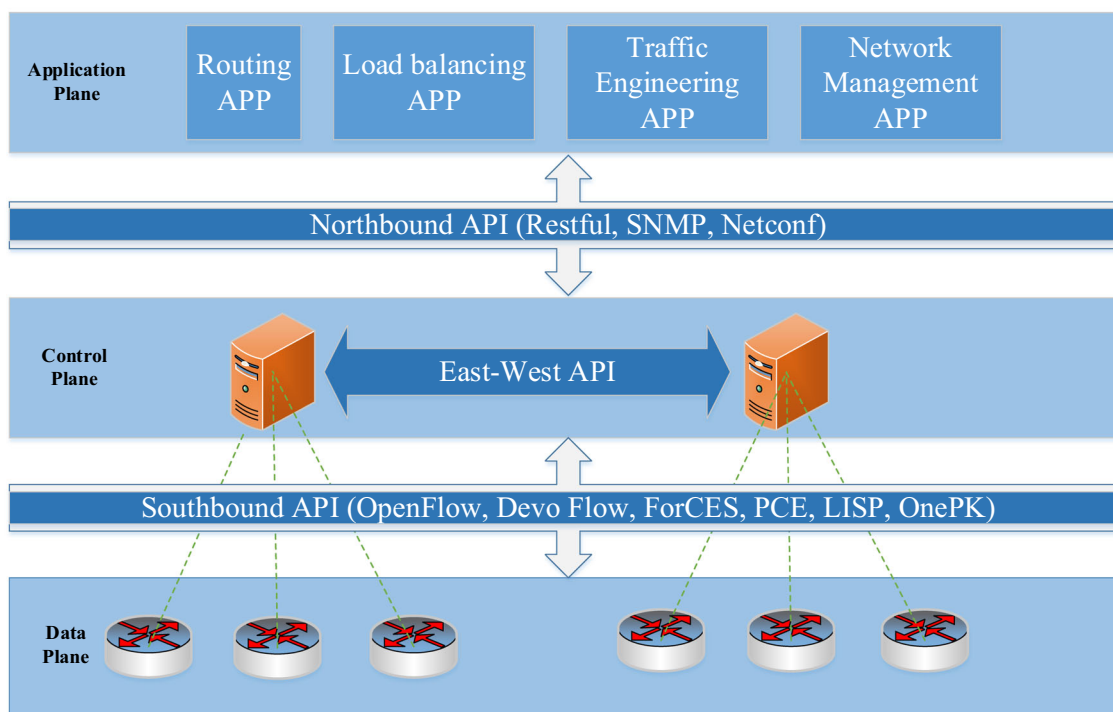 Application
Plane
Routing
APP
Load balancing
APP
Traffic
Engineering
APP
Network
Management
APP
Northbound API (Restful, SNMP, Netconf)
Control
Plane
East-West API
Southbound API (OpenFlow, Devo Flow, ForCES, PCE, LISP, OnePK)
Data
Plane